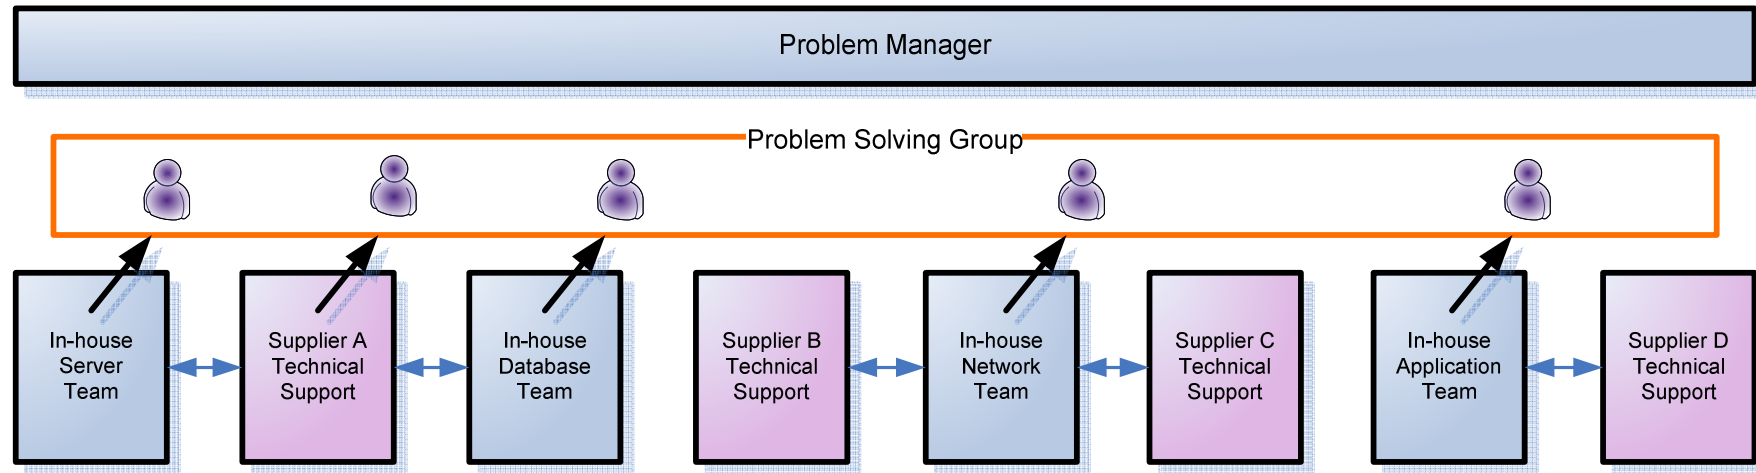 Problem Manager
Problem Solving Group
In-house
Server
Team
Supplier A
Technical
Support
In-house
Database
Team
Supplier B
Technical
Support
In-house
Network
Team
Supplier C
Technical
Support
In-house
Application
Team
Supplier D
Technical
Support